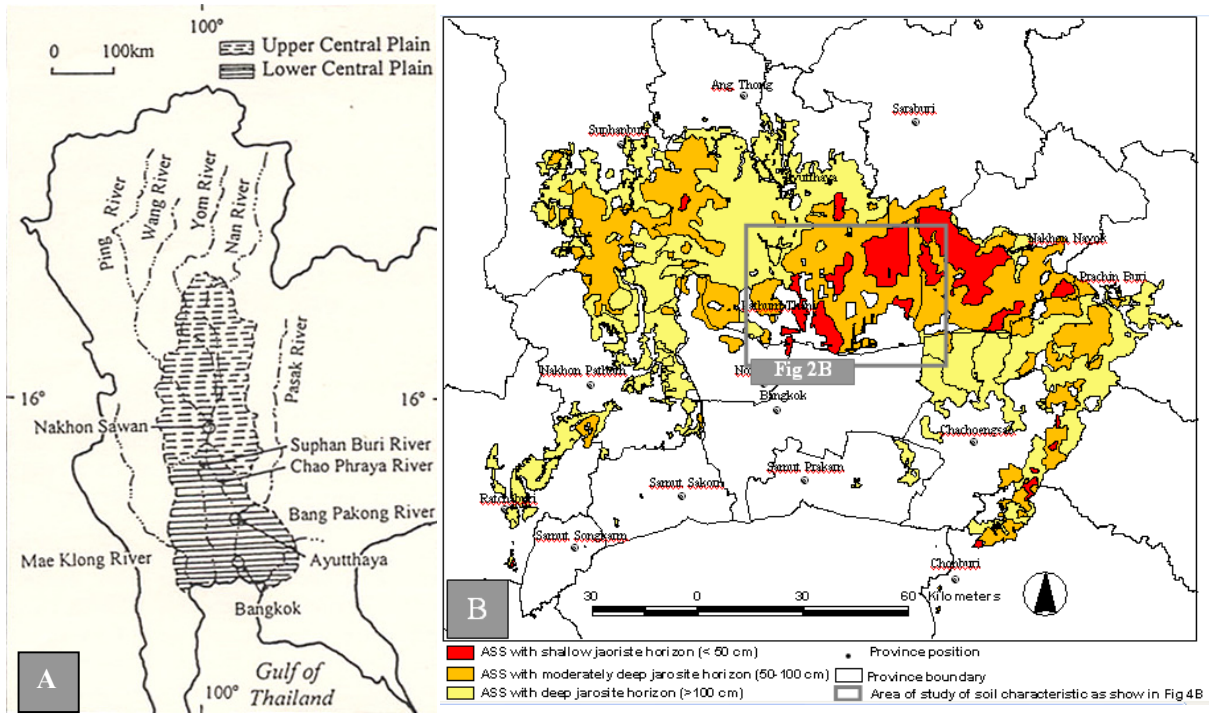 100°
0 100km
Upper Central Plain
Lower Central Plain
Ping River
Wang River
Yom River
Nan River
Pasak River
16°
16°
Nakhon Sawan
Suphan Buri River
Chao Phraya River
Bang Pakong River
Mae Klong River
Ayutthaya
Bangkok
Gulf of
Thailand
100°
A
B
Ang Thong
Saraburi
Suphanburi
Ayutthaya
Nakhon Nayok
Prachin Buri
Pathum Thani
Fig 2B
Nakhon Pathom
Bangkok
Chachoengsao
Samut Prakarn
Samut Sakorn
Ratchaburi
Samut Songkarm
Chonburi
30 0 30 60 Kilometers
ASS with shallow jaoriste horizon (< 50 cm)
ASS with moderately deep jarosite horizon (50-100 cm)
ASS with deep jarosite horizon (>100 cm)
Province position
Province boundary
Area of study of soil characteristic as show in Fig 4B